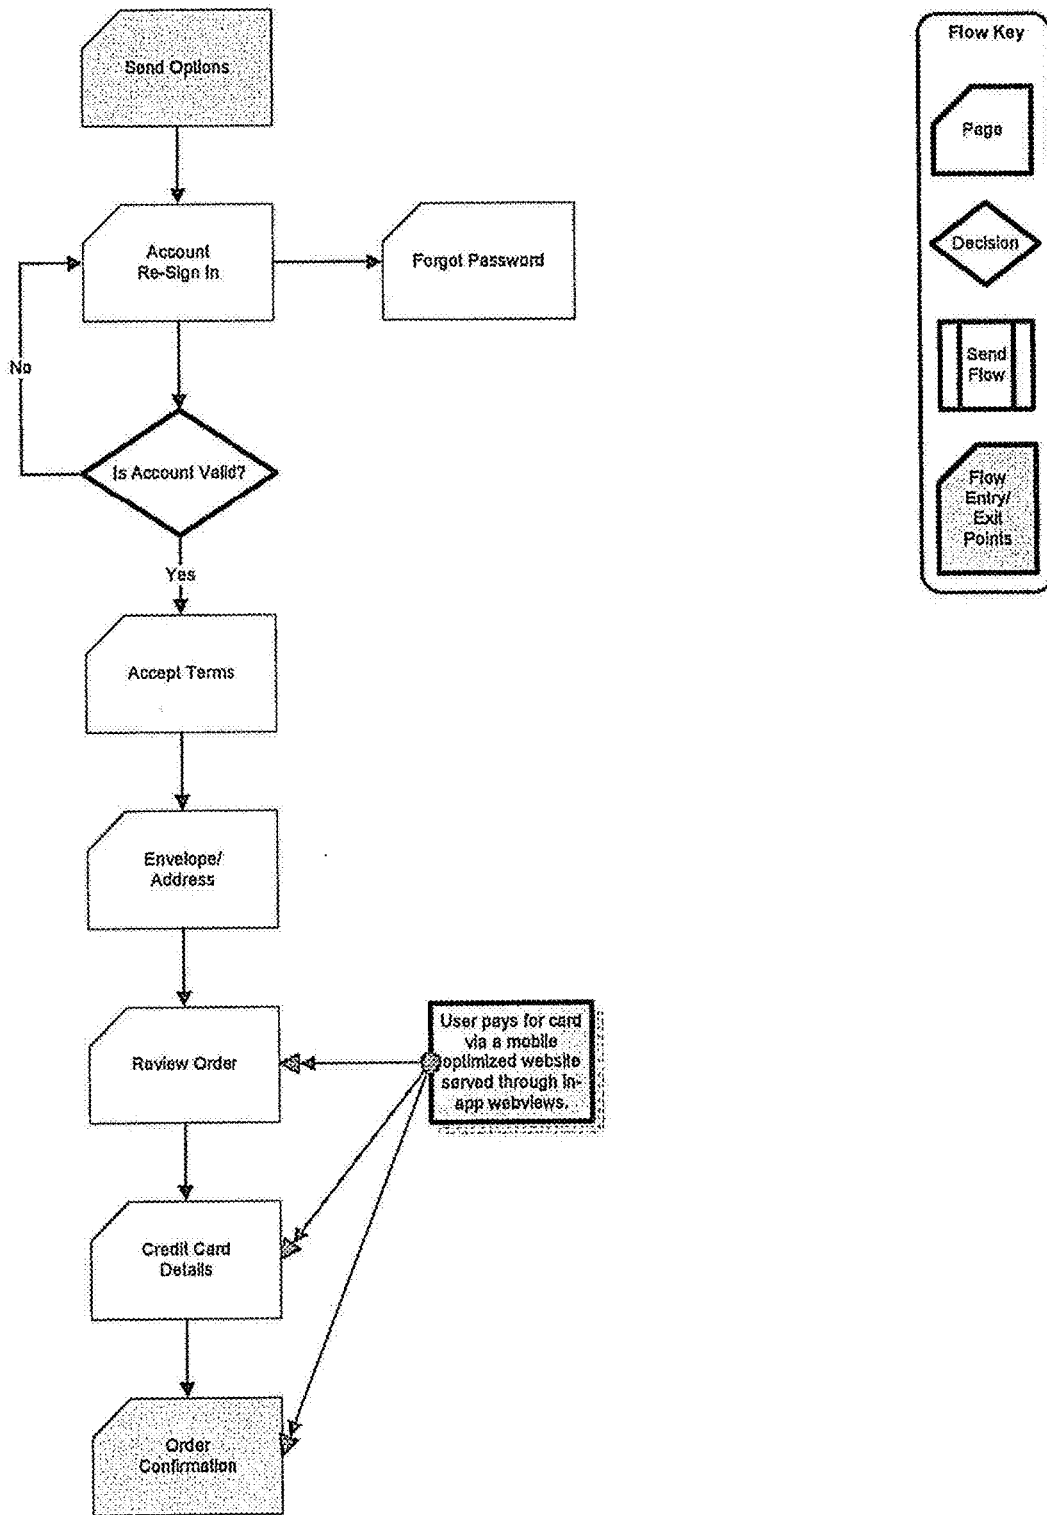 Send Options
Account
Re-Sign In
Forgot Password
No
Is Account Valid?
Yes
Accept Terms
Envelope/
Address
Review Order
User pays for card
via a mobile
optimized website
served through in-
app webviews.
Credit Card
Details
Order
Confirmation
Flow Key
Page
Decision
Send
Flow
Flow
Entry/
Exit
Points